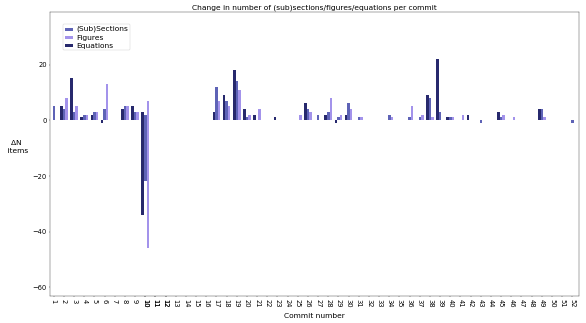 Change in number of (sub)sections/figures/equations per commit
(Sub)Sections
Figures
Equations
20
0
−20
−40
−60
ΔN
items
1 2 3 4 5 6 7 8 9 10 11 12 13 14 15 16 17 18 19 20 21 22 23 24 25 26 27 28 29 30 31 32 33 34 35 36 37 38 39 40 41 42 43 44 45 46 47 48 49 50 51 52
Commit number